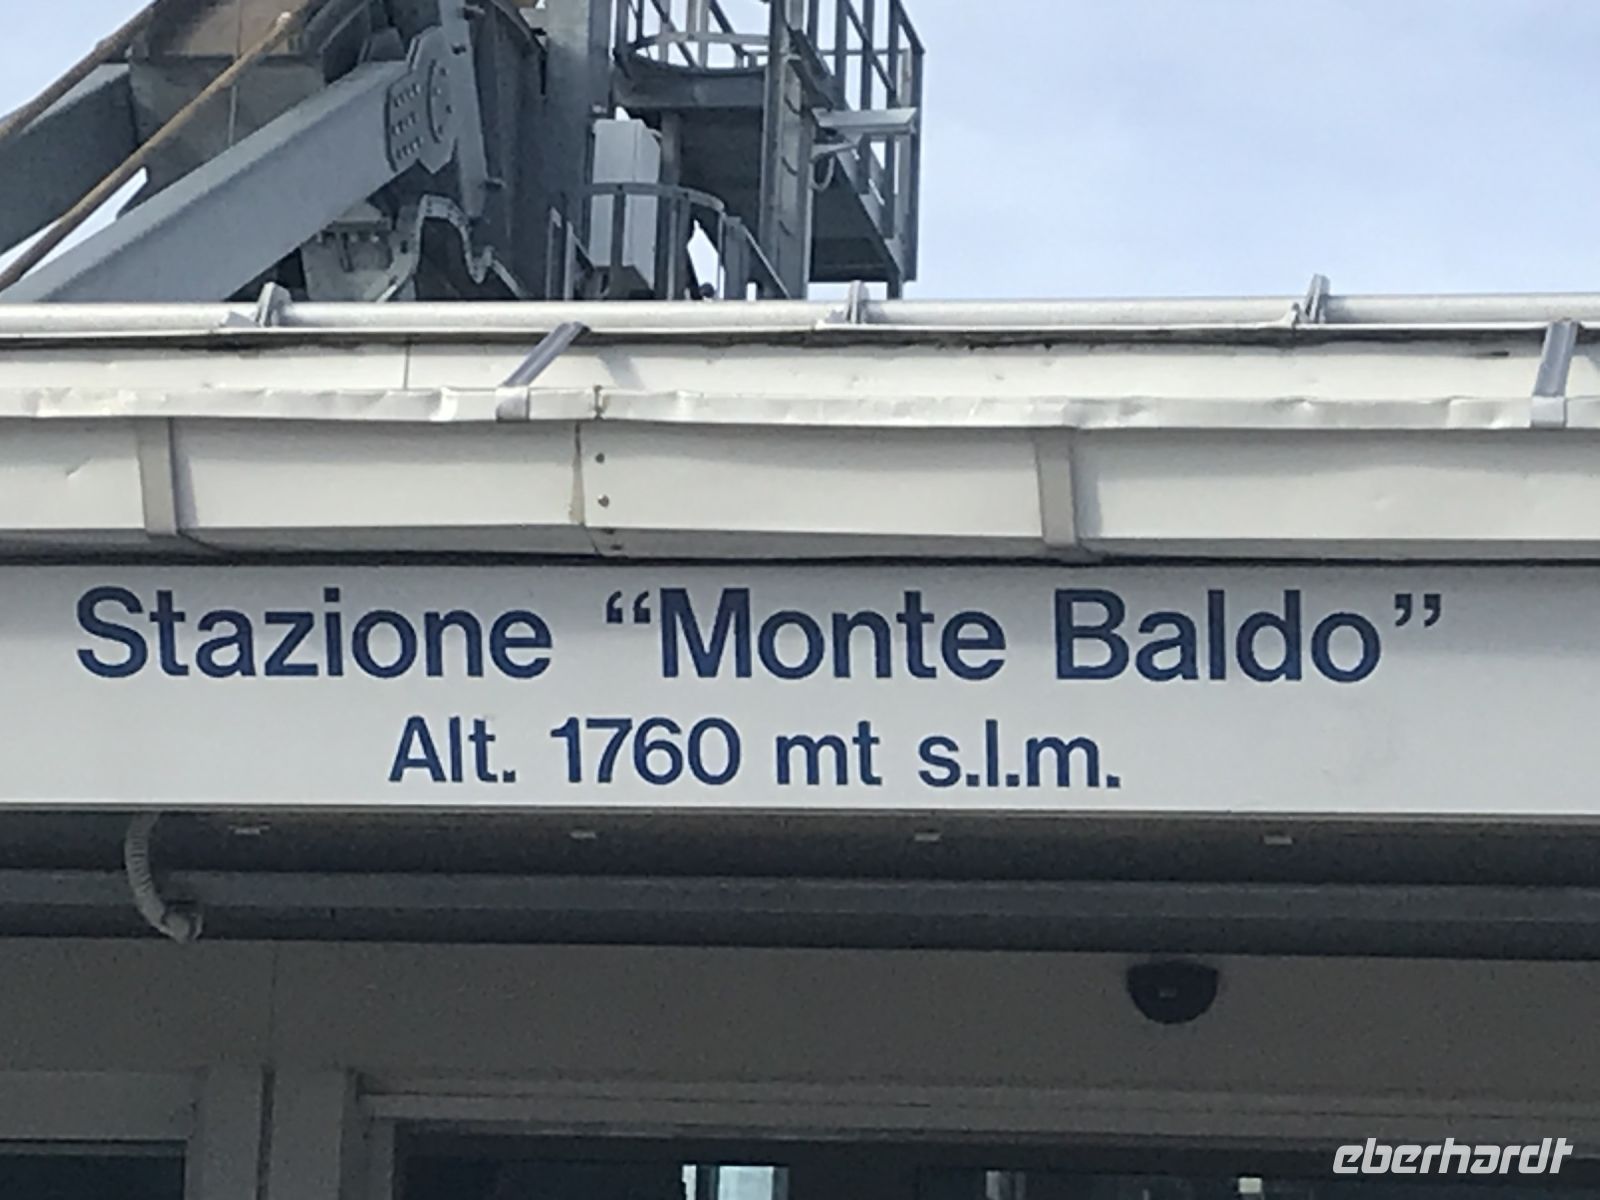 Stazione “Monte Baldo”
Alt. 1760 mt s.l.m.
eberhardt